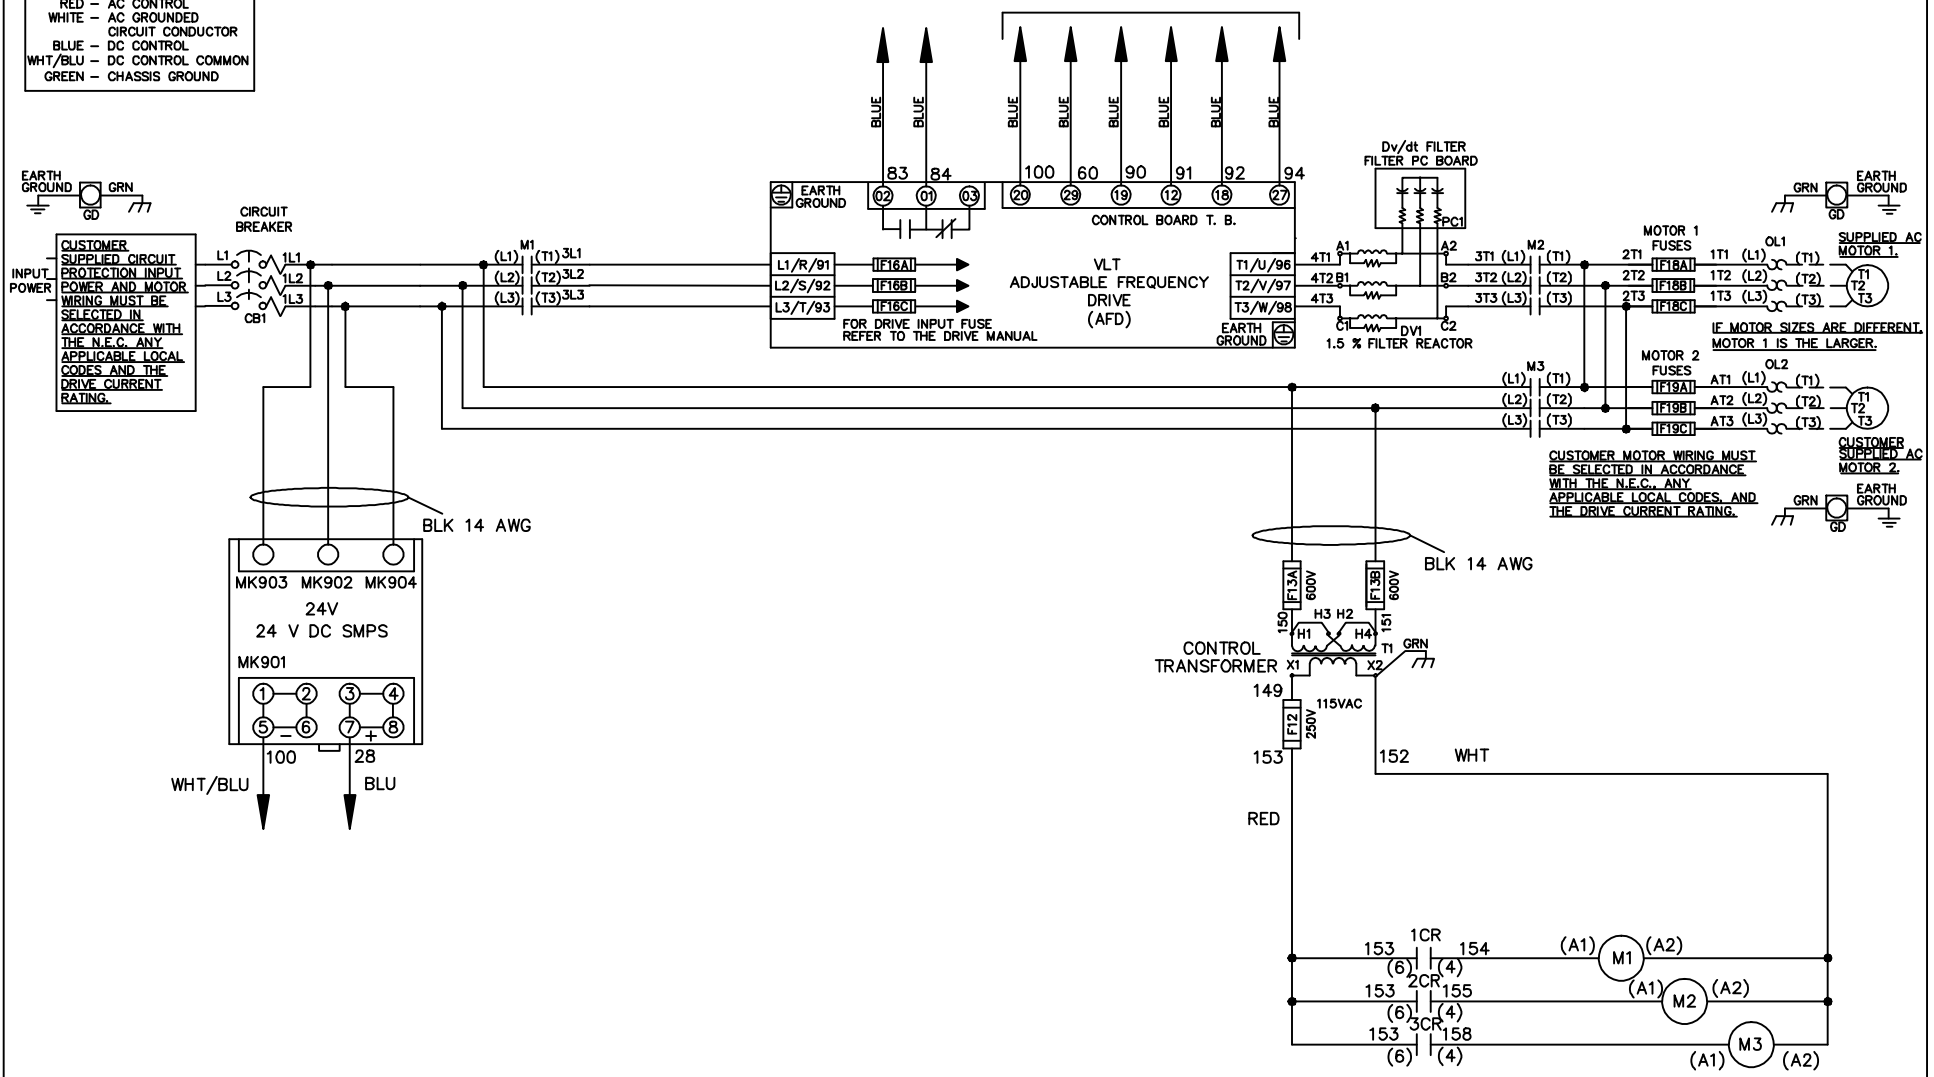 RED – AC CONTROL
WHITE – AC GROUNDED
CIRCUIT CONDUCTOR
BLUE – DC CONTROL
WHT/BLU – DC CONTROL COMMON
GREEN – CHASSIS GROUND
BLUE
BLUE
BLUE
BLUE
BLUE
BLUE
BLUE
BLUE
83
84
100
60
90
91
92
94
EARTH
GROUND
02
01
03
20
29
19
12
18
27
CONTROL BOARD T. B.
EARTH
GROUND
GRN
GD
CIRCUIT
BREAKER
INPUT
POWER
CUSTOMER
SUPPLIED CIRCUIT
PROTECTION INPUT
POWER AND MOTOR
WIRING MUST BE
SELECTED IN
ACCORDANCE WITH
THE N.E.C. ANY
APPLICABLE LOCAL
CODES AND THE
DRIVE CURRENT
RATING.
L1
1L1
L2
1L2
L3
1L3
CB1
M1
(L1) (T1) 3L1
(L2) (T2) 3L2
(L3) (T3) 3L3
L1/R/91
L2/S/92
L3/T/93
F16A
F16B
F16C
FOR DRIVE INPUT FUSE
REFER TO THE DRIVE MANUAL
VLT
ADJUSTABLE FREQUENCY
DRIVE
(AFD)
T1/U/96
T2/V/97
T3/W/98
EARTH
GROUND
Dv/dt FILTER
FILTER PC BOARD
PC1
4T1
A1
A2
4T2
B1
B2
4T3
C1
C2
DV1
1.5 % FILTER REACTOR
M2
3T1 (L1) (T1)
3T2 (L2) (T2)
3T3 (L3) (T3)
MOTOR 1
FUSES
2T1
F18A
1T1 (L1)
2T2
F18B
1T2 (L2)
2T3
F18C
1T3 (L3)
OL1
(T1)
(T2)
(T3)
GRN
EARTH
GROUND
GD
SUPPLIED AC
MOTOR 1.
T1
T2
T3
IF MOTOR SIZES ARE DIFFERENT,
MOTOR 1 IS THE LARGER.
M3
(L1) (T1)
(L2) (T2)
(L3) (T3)
MOTOR 2
FUSES
F19A
AT1 (L1)
F19B
AT2 (L2)
F19C
AT3 (L3)
OL2
(T1)
(T2)
(T3)
T1
T2
T3
CUSTOMER
SUPPLIED AC
MOTOR 2.
CUSTOMER MOTOR WIRING MUST
BE SELECTED IN ACCORDANCE
WITH THE N.E.C., ANY
APPLICABLE LOCAL CODES, AND
THE DRIVE CURRENT RATING.
GRN
EARTH
GROUND
GD
BLK 14 AWG
MK903 MK902 MK904
24V
24 V DC SMPS
MK901
1
2
3
4
5
6
7
8
–
+
100
28
WHT/BLU
BLU
BLK 14 AWG
F13A
600V
F13B
600V
150
151
H3 H2
H1
H4
T1
GRN
CONTROL
TRANSFORMER
X1
X2
149
115VAC
F12
250V
153
152
WHT
RED
1CR
153
154
(6) (4)
(A1)
M1
(A2)
2CR
153
155
(6) (4)
(A1)
M2
(A2)
3CR
153
158
(6) (4)
(A1)
M3
(A2)